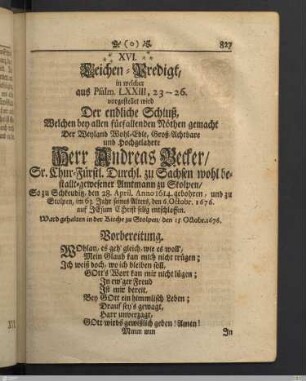 (o) 827
XVI.
Leichen-Predigt,
in welcher
aus Psalm. LXXIII, 23–26.
vorgestellet wird
Der endliche Schluß,
Welchen bey allen fürfallenden Nöthen gemacht
Der Weyland Wohl-Edle, Groß Achtbare
und Hochgelahrte
Herr Andreas Becker/
Sr. Chur-Fürstl. Durchl. zu Sachsen wohl be-
stallt-gewesener Amtmann zu Stolpen,
So zu Schkeuditz, den 28. April. Anno 1614. gebohren, und zu
Stolpen, im 63. Jahr seines Alters, den 6. Octobr. 1676.
auf JEsum Christ selig entschlaffen.
Ward gehalten in der Kirche zu Stolpen, den 15 Octobr. 1676.
Vorbereitung.
Wohlan, es geh' gleich, wie es woll',
Mein Glaub kan mich nicht trügen;
Ich weiß doch, wo ich bleiben soll,
GOtt's Wort kan mir nicht lügen;
In ew'ger Freud
Ist mir bereit,
Bey GOtt ein himmlisch Leben;
Drauf sey's gewagt,
Harr unverzagt,
GOtt wirds gewißlich geben! Amen!
Mmm mm In